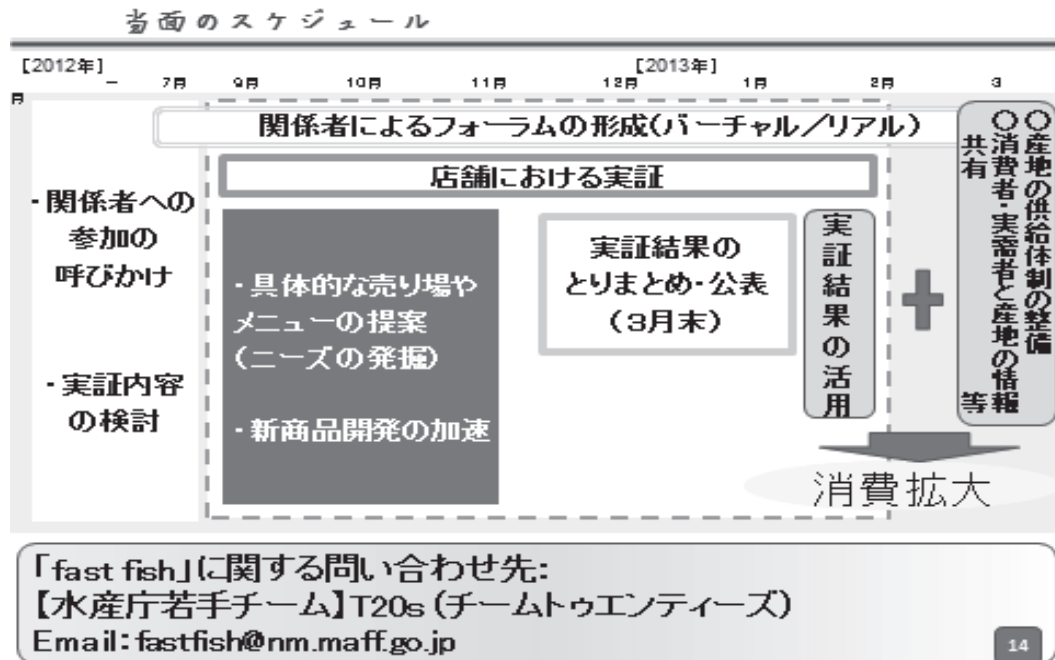 当面のスケジュール
[2012年]
[2013年]
7月 9月 10月 11月 12月 1月 2月 3
月
関係者によるフォーラムの形成(バーチャル/リアル)
店舗における実証
・関係者への
参加の
呼びかけ
・実証内容
の検討
・具体的な売り場や
メニューの提案
(ニーズの発掘)
・新商品開発の加速
実証結果の
とりまとめ・公表
(3月末)
実証結果の活用
○産地の供給体制の整備
○消費者・実需者と産地の情報
共有 等
消費拡大
「fast fish」に関する問い合わせ先:
【水産庁若手チーム】T20s(チームトゥエンティーズ)
Email:fastfish@nm.maff.go.jp
14